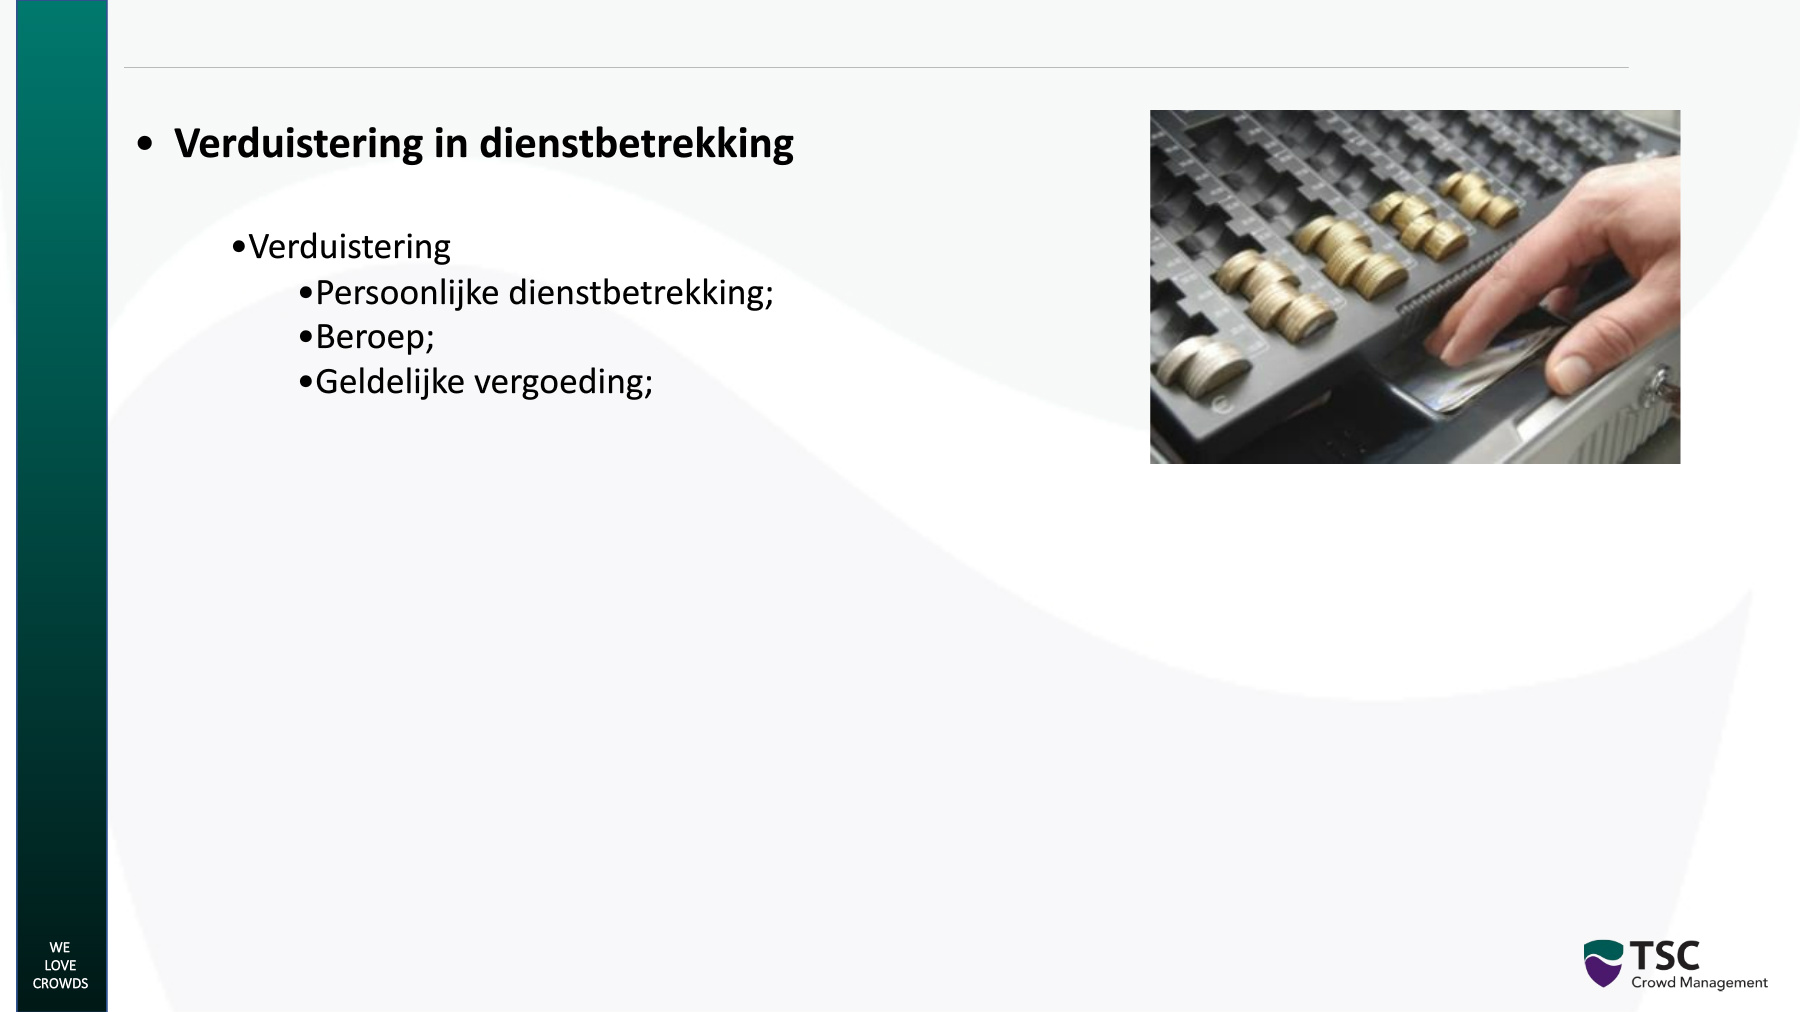 • Verduistering in dienstbetrekking
•Verduistering
•Persoonlijke dienstbetrekking;
•Beroep;
•Geldelijke vergoeding;
WE
LOVE
CROWDS
TSC
Crowd Management